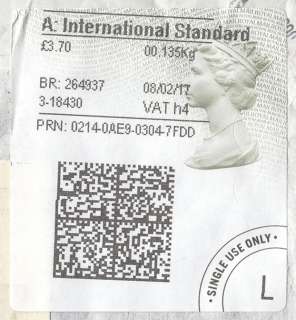 A: International Standard
£3.70 00.135Kg
BR: 264937 08/02/17
3-18430 VAT h4
PRN: 0214-0AE9-0304-7FDD
• SINGLE USE ONLY •
L